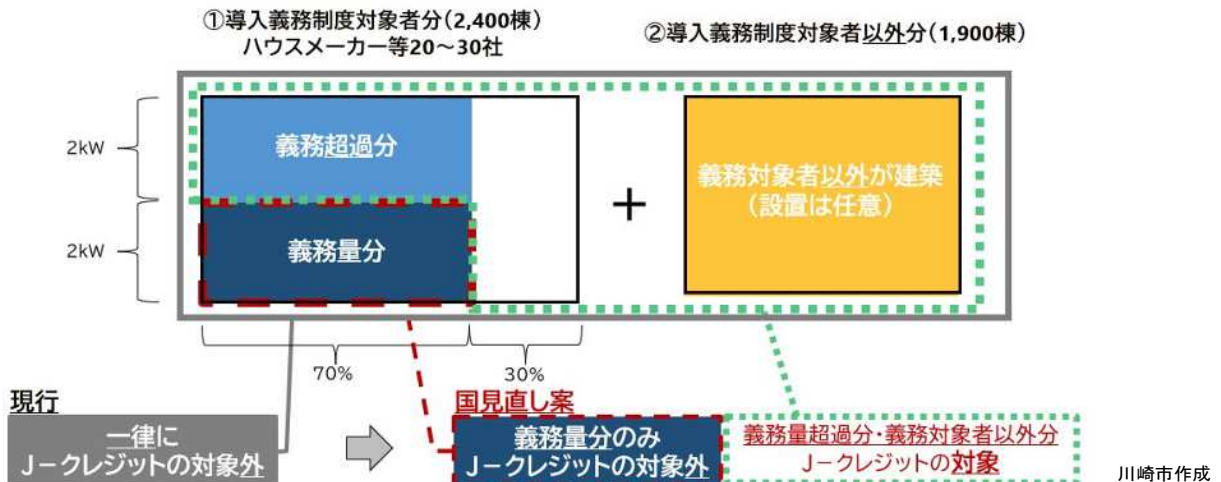 ①導入義務制度対象者分(2,400棟)
ハウスメーカー等20～30社
②導入義務制度対象者以外分(1,900棟)
2kW
義務超過分
2kW
義務量分
＋
義務対象者以外が建築
(設置は任意)
70%
30%
現行
一律に
J－クレジットの対象外
国見直し案
義務量分のみ
J－クレジットの対象外
義務量超過分・義務対象者以外分
J－クレジットの対象
川崎市作成